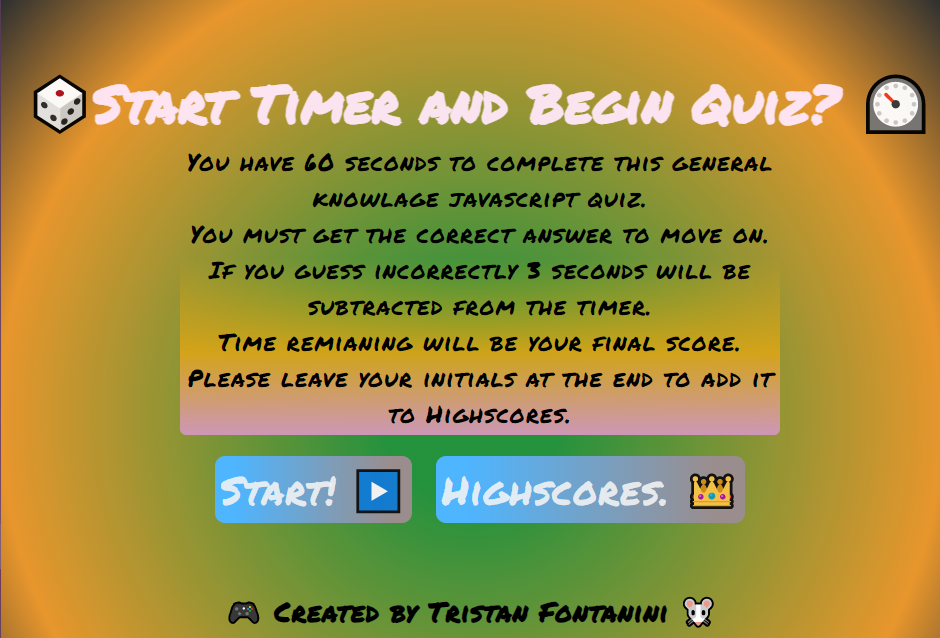 Start Timer and Begin Quiz?
You have 60 seconds to complete this general
knowlage javascript quiz.
You must get the correct answer to move on.
If you guess incorrectly 3 seconds will be
subtracted from the timer.
Time remianing will be your final score.
Please leave your initials at the end to add it
to Highscores.
Start!
Highscores.
Created by Tristan Fontanini